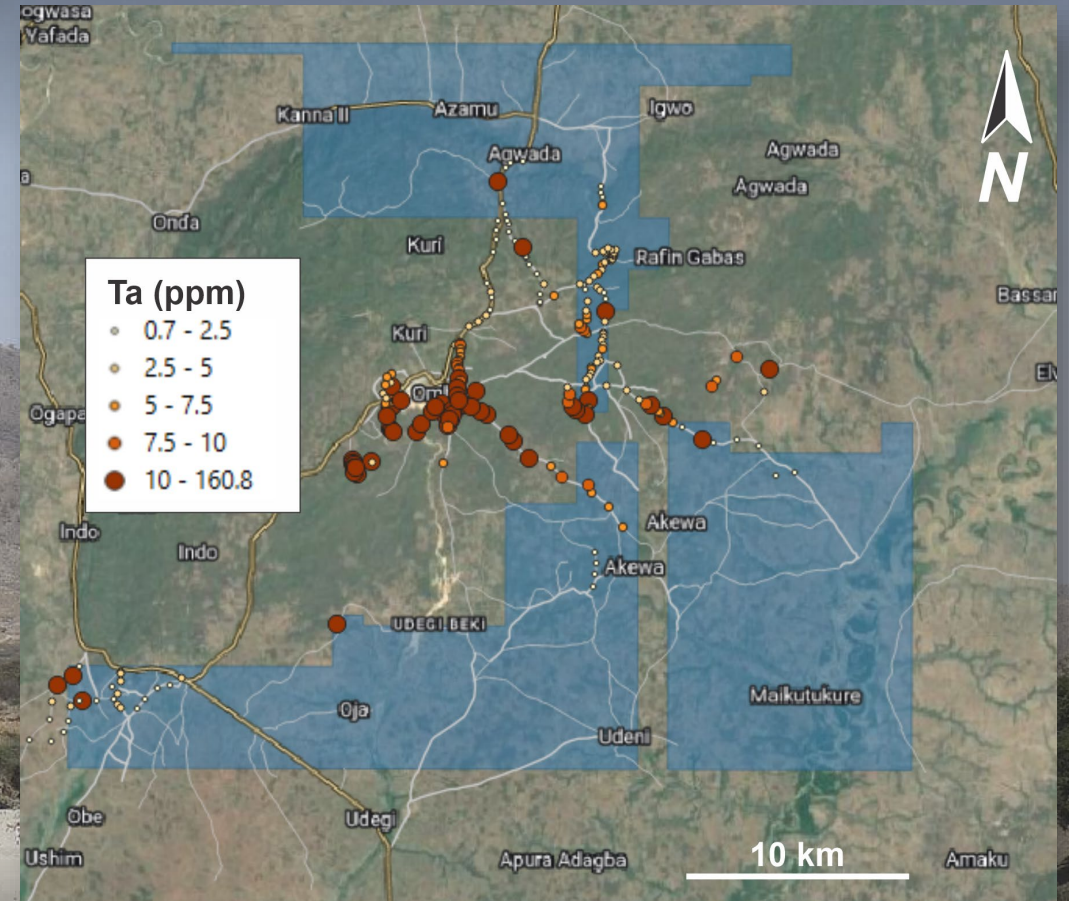 ogwasa
Yafada
Kanna II
Azamu
Igwo
Agwada
Agwada
a
Agwada
Onda
Kuri
Rafin Gabas
Bassar
Ta (ppm)
0.7 - 2.5
2.5 - 5
5 - 7.5
7.5 - 10
10 - 160.8
Kuri
Ogapa
Indo
Indo
Akewa
Akewa
UDEGI BEKI
Oja
Maikutukure
Udeni
Obe
Udegi
Ushim
Apura Adagba
Amaku
10 km
N